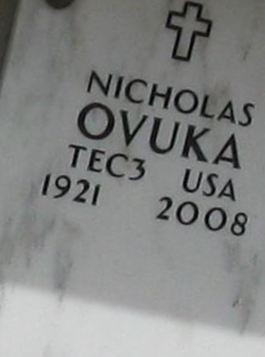 NICHOLAS
OVUKA
TEC3 USA
1921 2008